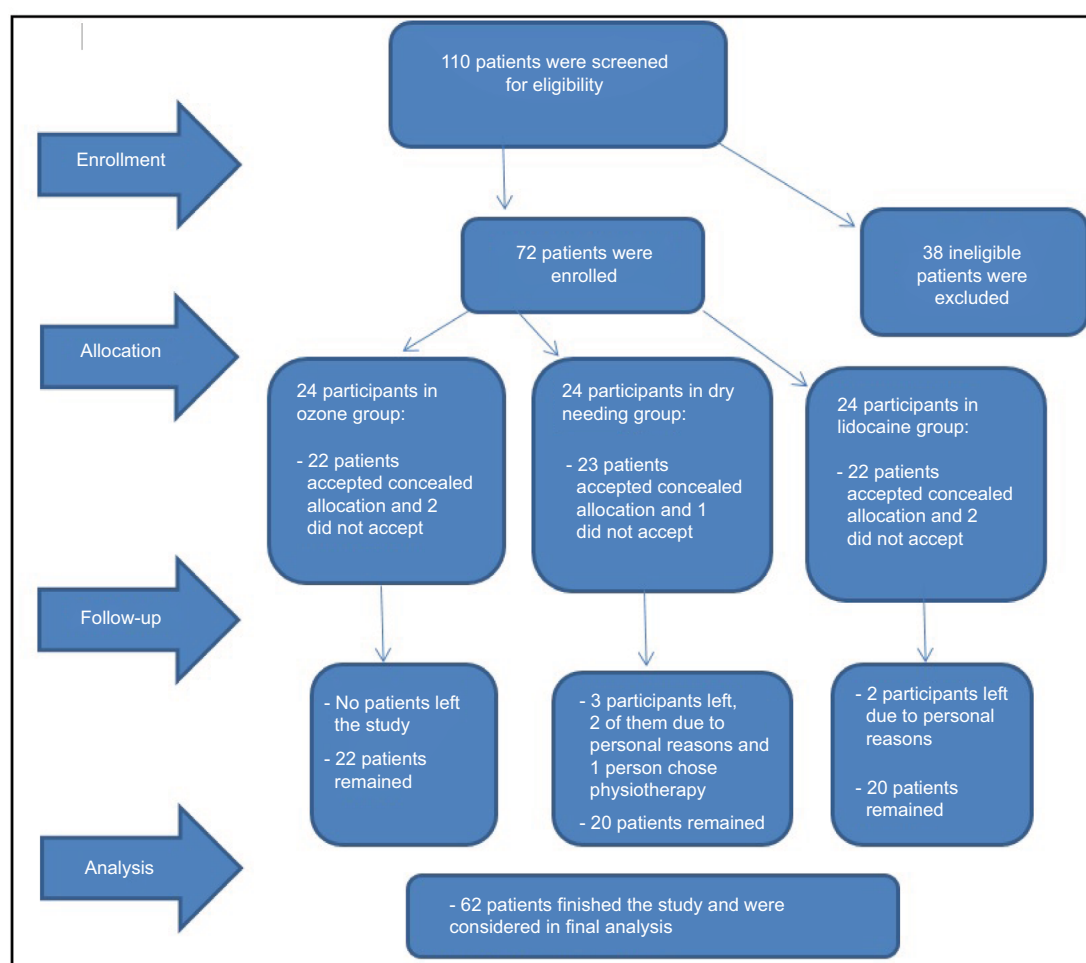 110 patients were screened
for eligibility
Enrollment
72 patients were
enrolled
38 ineligible
patients were
excluded
Allocation
24 participants in
ozone group:
- 22 patients
accepted concealed
allocation and 2
did not accept
24 participants in dry
needing group:
- 23 patients
accepted concealed
allocation and 1
did not accept
24 participants in
lidocaine group:
- 22 patients
accepted concealed
allocation and 2
did not accept
Follow-up
- No patients left
the study
- 22 patients
remained
- 3 participants left,
2 of them due to
personal reasons and
1 person chose
physiotherapy
- 20 patients remained
- 2 participants left
due to personal
reasons
- 20 patients
remained
Analysis
- 62 patients finished the study and were
considered in final analysis